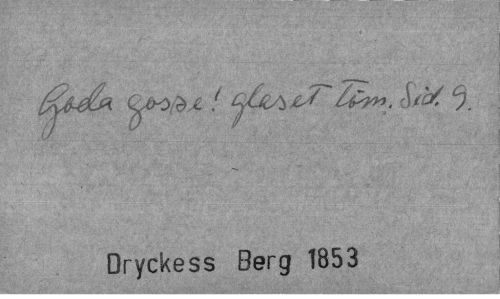 Goda gosse! glaset töm. Sid. 9.
Dryckess Berg 1853